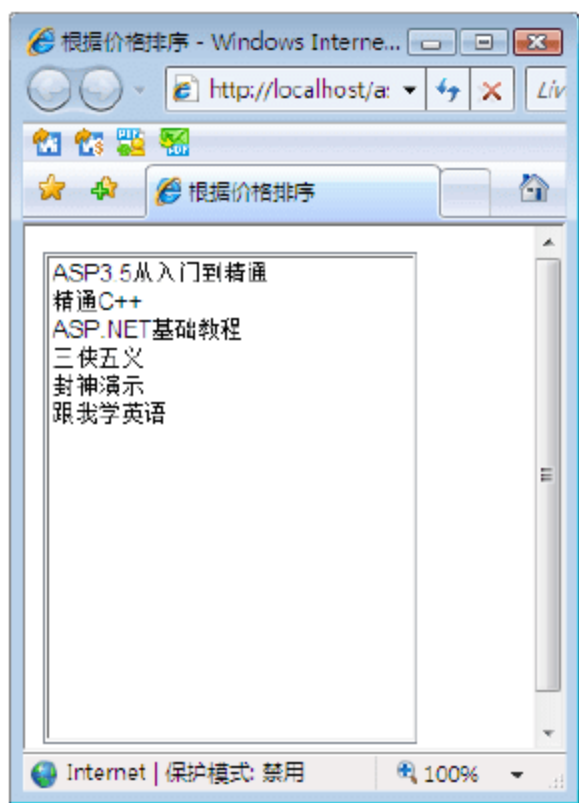 根据价格排序 - Windows Interne...
http://localhost/a
Liv
根据价格排序
ASP3.5从入门到精通
精通C++
ASP.NET基础教程
三侠五义
封神演示
跟我学英语
Internet | 保护模式: 禁用
100%